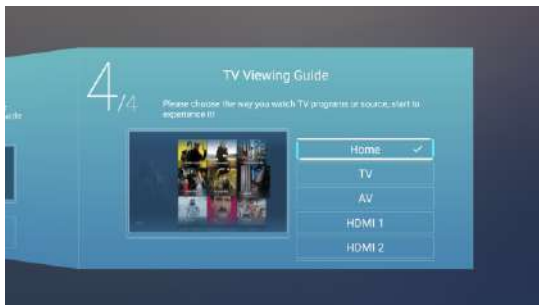 4/4
TV Viewing Guide
Please choose the way you watch TV programs or source, start to
experience it!
Home
TV
AV
HDMI 1
HDMI 2